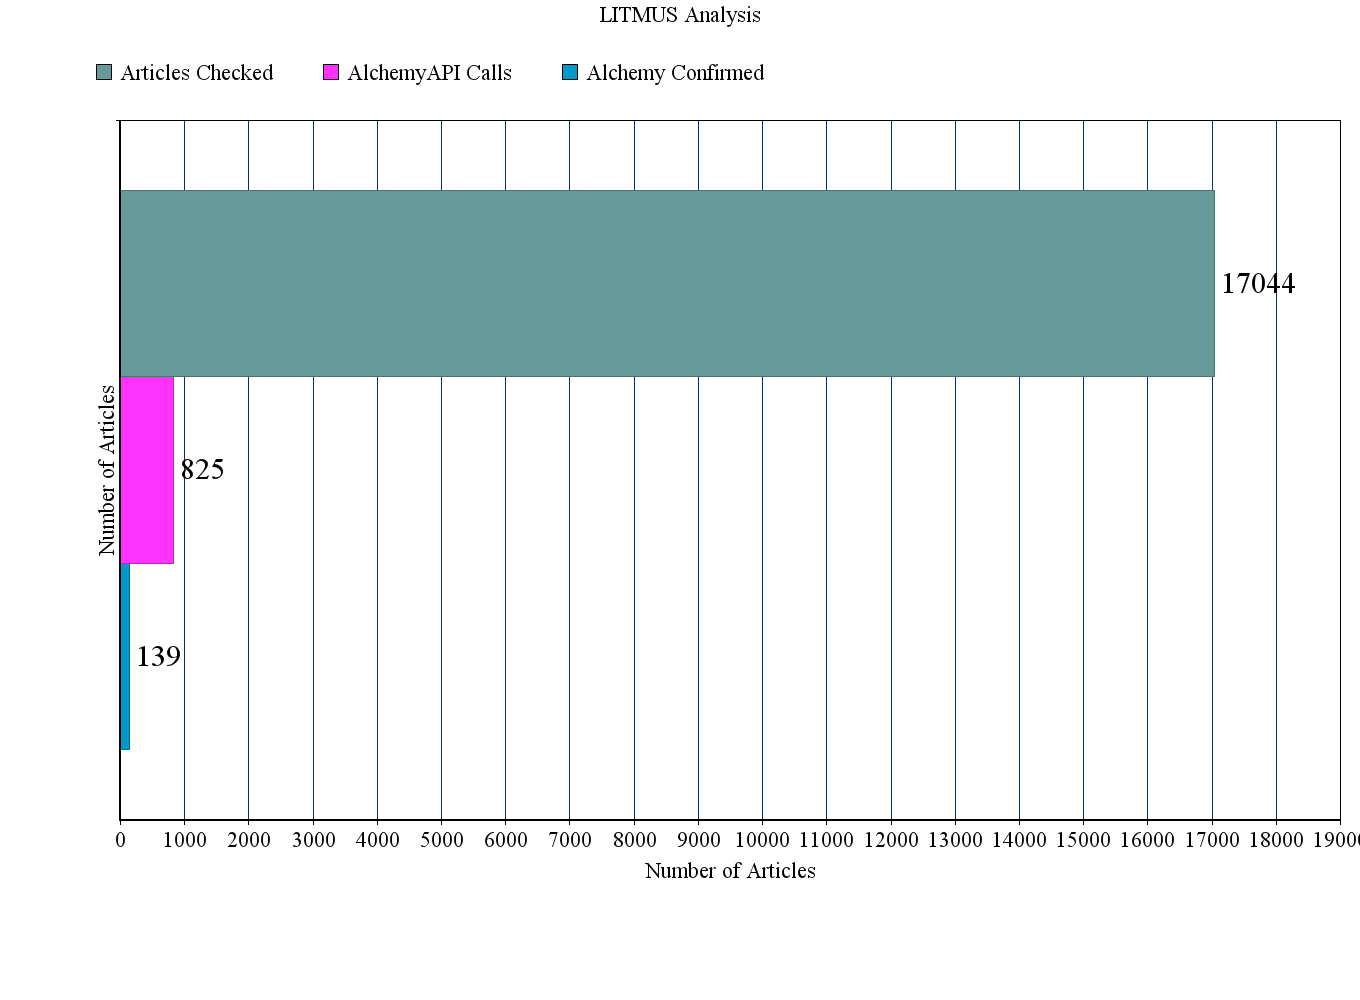 LITMUS Analysis
Articles Checked AlchemyAPI Calls Alchemy Confirmed
17044
Number of Articles
825
139
0 1000 2000 3000 4000 5000 6000 7000 8000 9000 10000 11000 12000 13000 14000 15000 16000 17000 18000 19000
Number of Articles